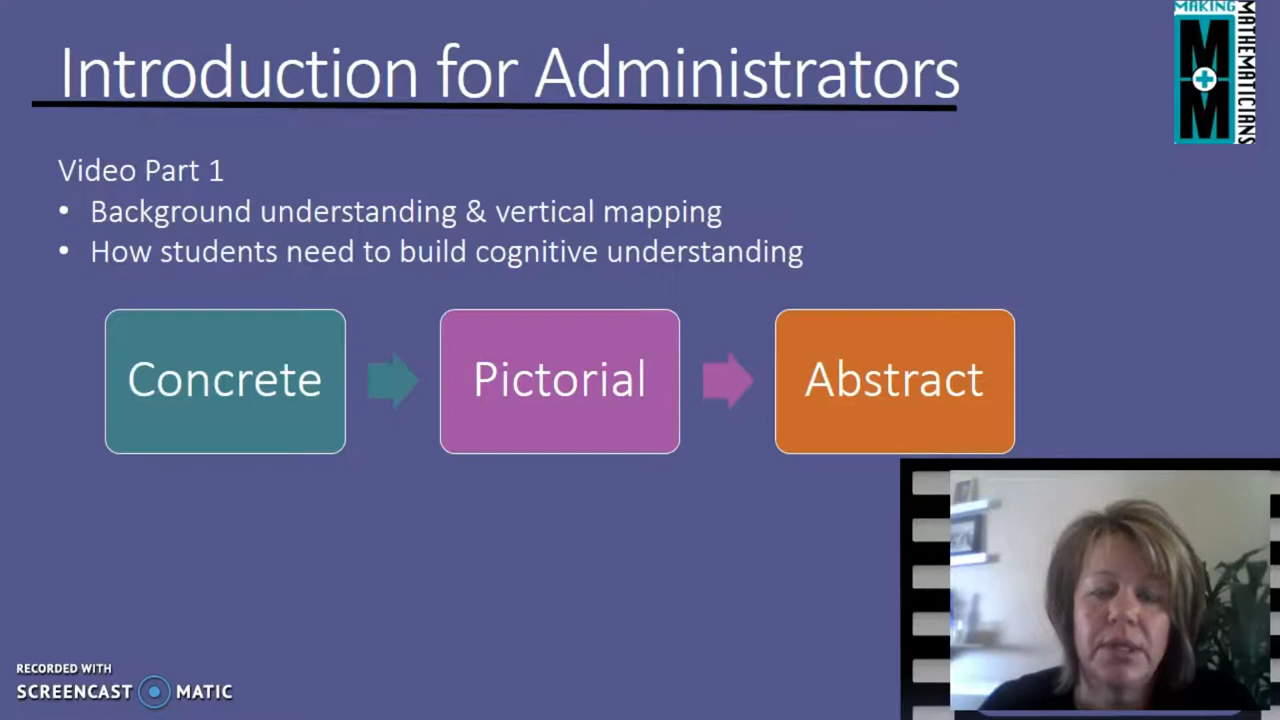 MAKING
Introduction for Administrators
M
M
MATHEMATICIANS
Video Part 1
• Background understanding & vertical mapping
• How students need to build cognitive understanding
Concrete
Pictorial
Abstract
RECORDED WITH
SCREENCAST MATIC